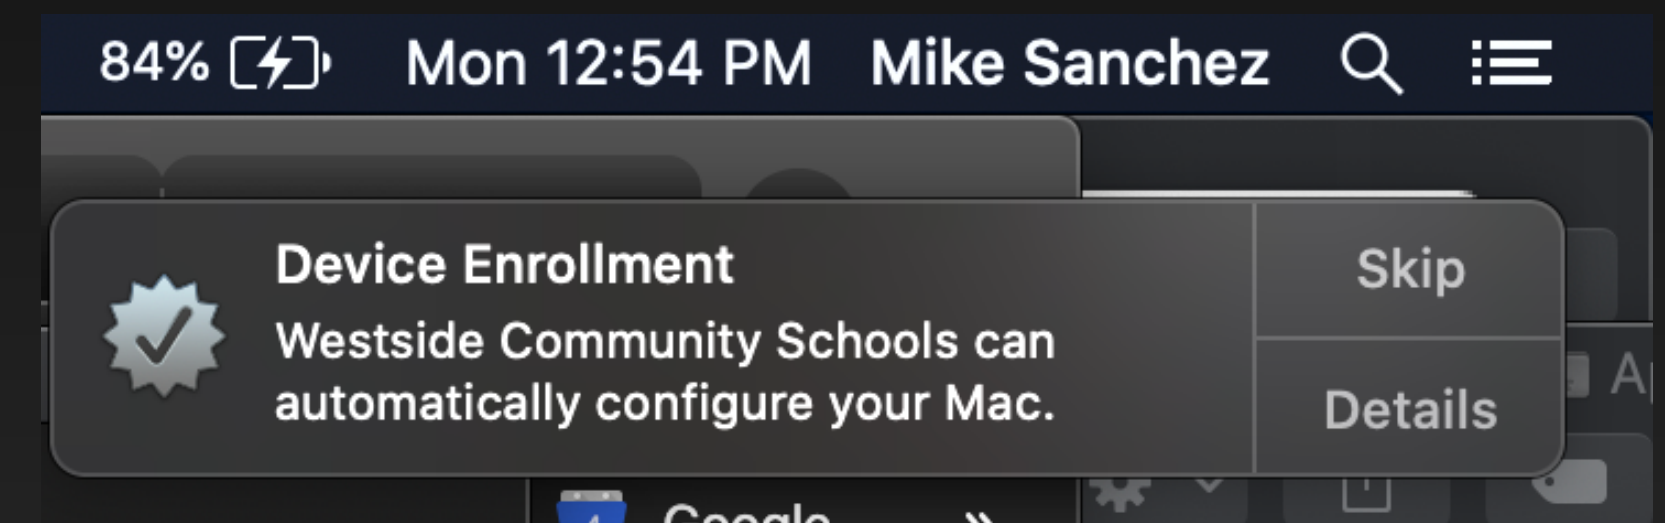 84% Mon 12:54 PM Mike Sanchez
Device Enrollment
Westside Community Schools can
automatically configure your Mac.
Skip
Details
Google